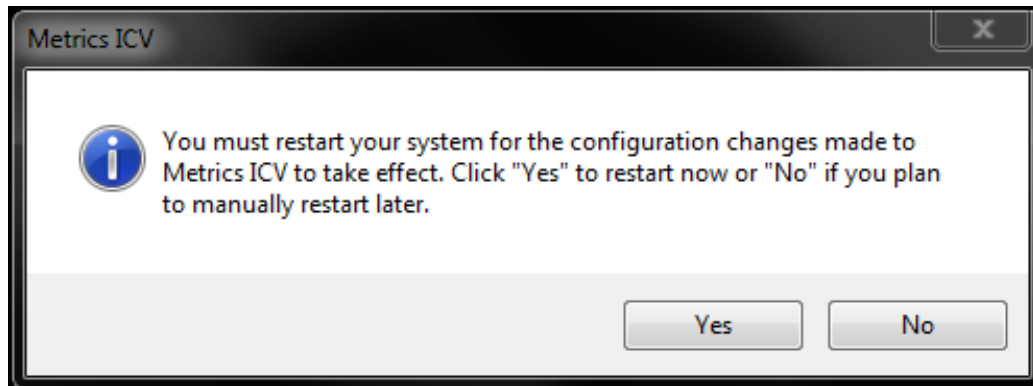 Metrics ICV
You must restart your system for the configuration changes made to
Metrics ICV to take effect. Click "Yes" to restart now or "No" if you plan
to manually restart later.
Yes
No